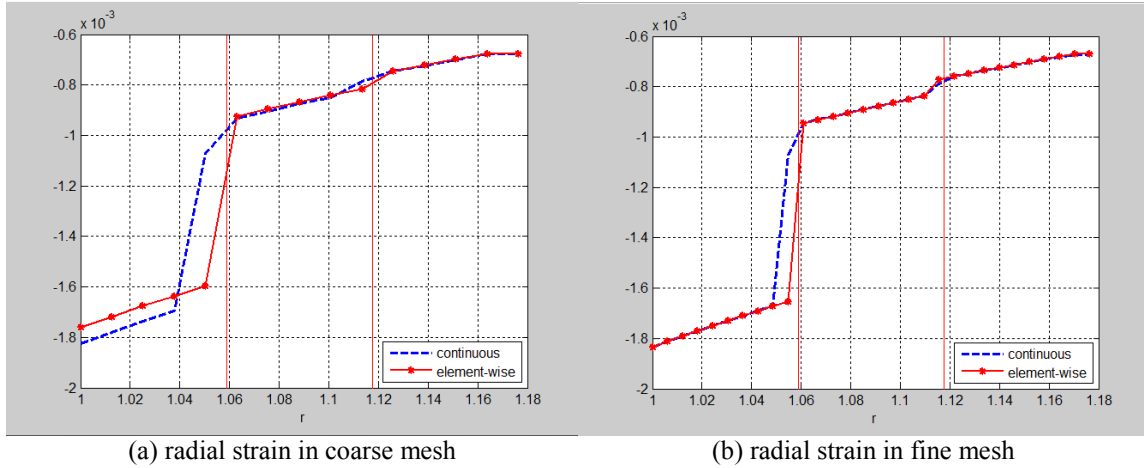 x 10⁻³
-0.6
-0.8
-1
-1.2
-1.4
-1.6
-1.8
-2
1 1.02 1.04 1.06 1.08 1.1 1.12 1.14 1.16 1.18
r
continuous
element-wise
(a) radial strain in coarse mesh
x 10⁻³
-0.6
-0.8
-1
-1.2
-1.4
-1.6
-1.8
-2
1 1.02 1.04 1.06 1.08 1.1 1.12 1.14 1.16 1.18
r
continuous
element-wise
(b) radial strain in fine mesh